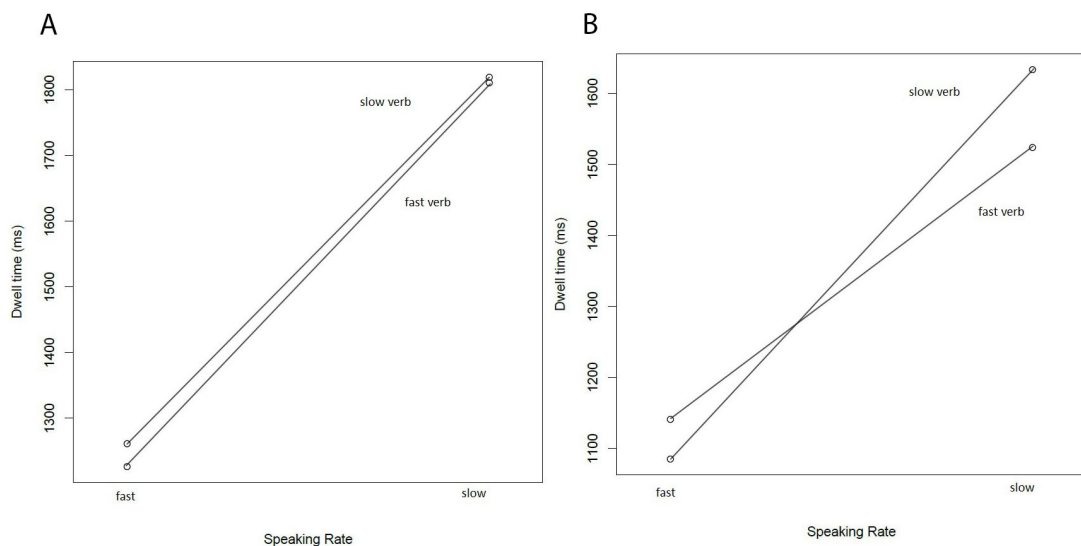 A
Dwell time (ms)
1800
1700
1600
1500
1400
1300
slow verb
fast verb
fast
slow
Speaking Rate
B
Dwell time (ms)
1600
1500
1400
1300
1200
1100
slow verb
fast verb
fast
slow
Speaking Rate